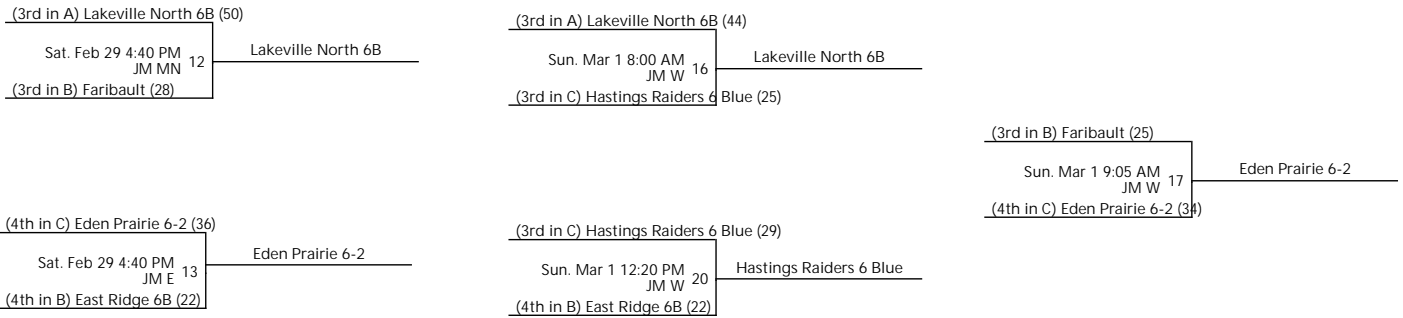 (3rd in A) Lakeville North 6B (50)
Sat. Feb 29 4:40 PM
JM MN
12
Lakeville North 6B
(3rd in B) Faribault (28)
(3rd in A) Lakeville North 6B (44)
Sun. Mar 1 8:00 AM
JM W
16
Lakeville North 6B
(3rd in C) Hastings Raiders 6 Blue (25)
(3rd in B) Faribault (25)
Sun. Mar 1 9:05 AM
JM W
17
Eden Prairie 6-2
(4th in C) Eden Prairie 6-2 (34)
(4th in C) Eden Prairie 6-2 (36)
Sat. Feb 29 4:40 PM
JM E
13
Eden Prairie 6-2
(4th in B) East Ridge 6B (22)
(3rd in C) Hastings Raiders 6 Blue (29)
Sun. Mar 1 12:20 PM
JM W
20
Hastings Raiders 6 Blue
(4th in B) East Ridge 6B (22)